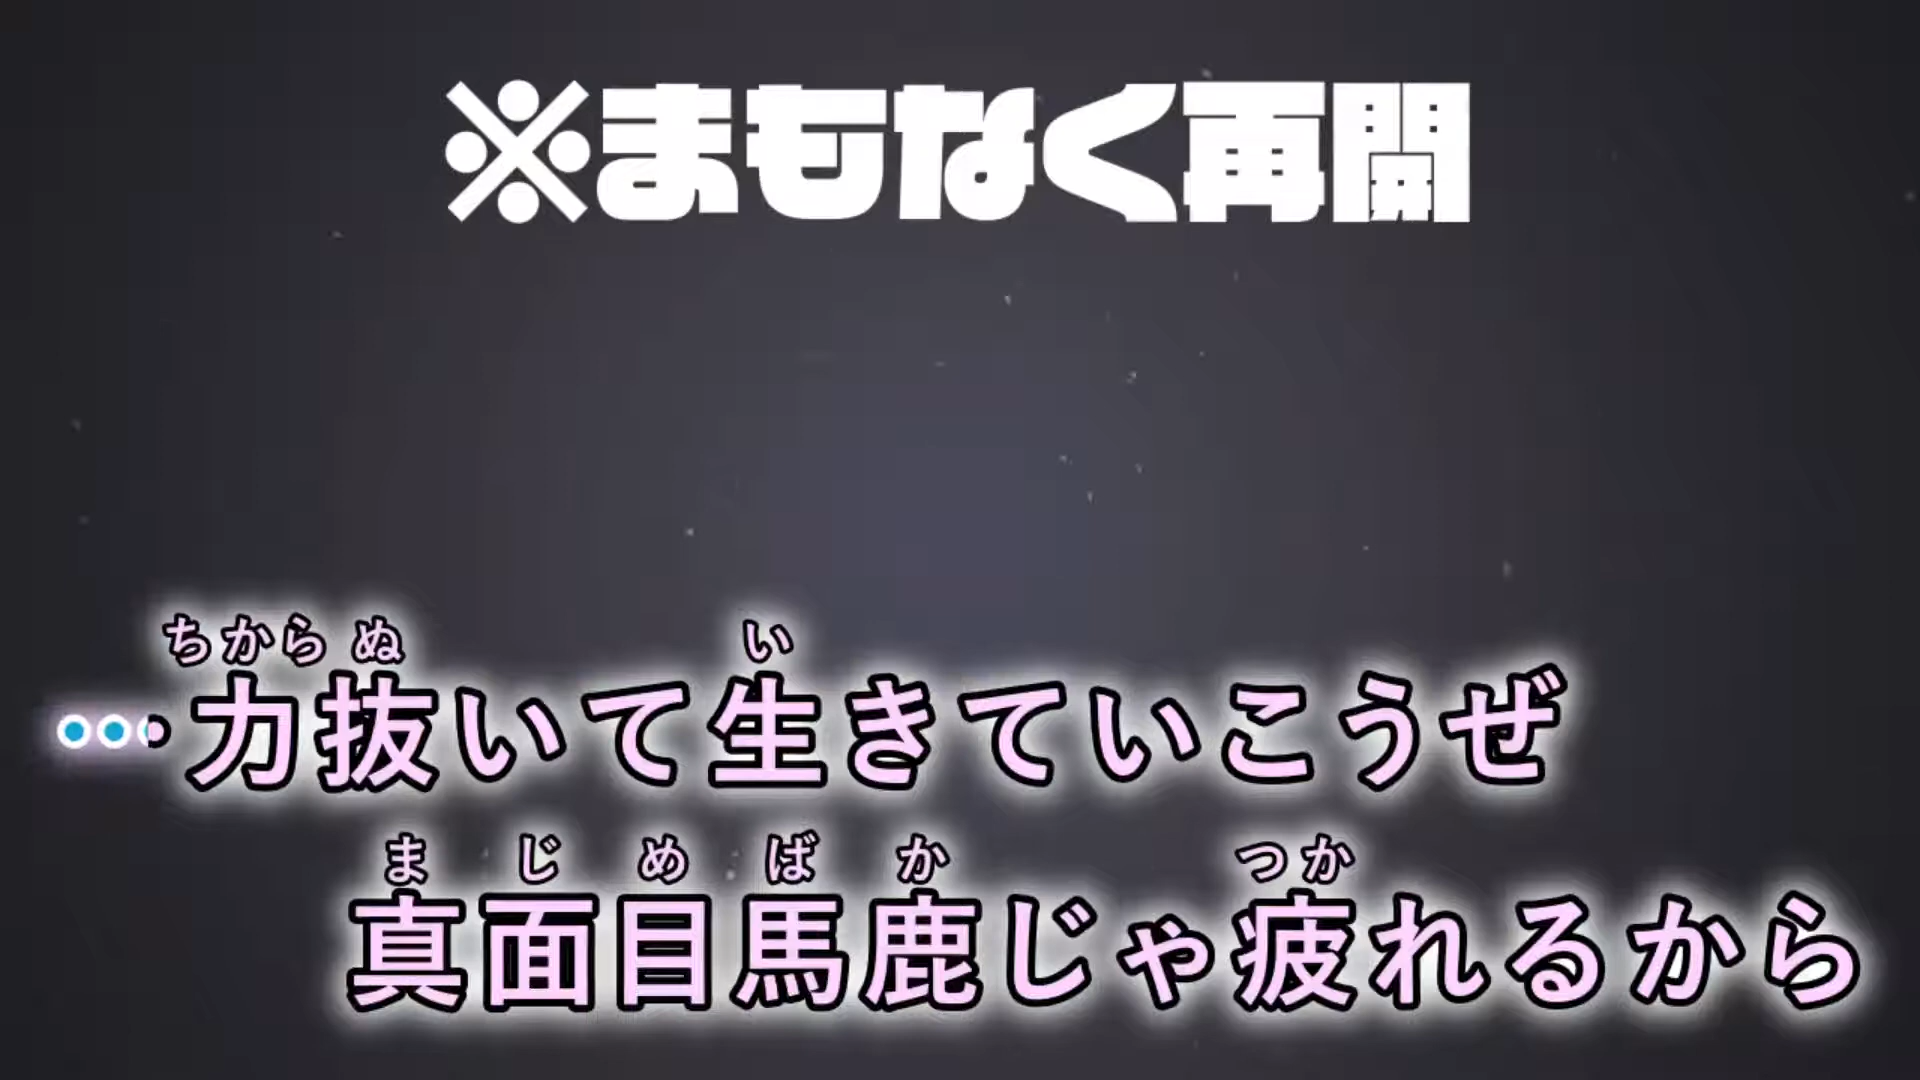 ※まもなく再開
ちから ぬ い
力抜いて生きていこうぜ
ま じ め ば か つか
真面目馬鹿じゃ疲れるから